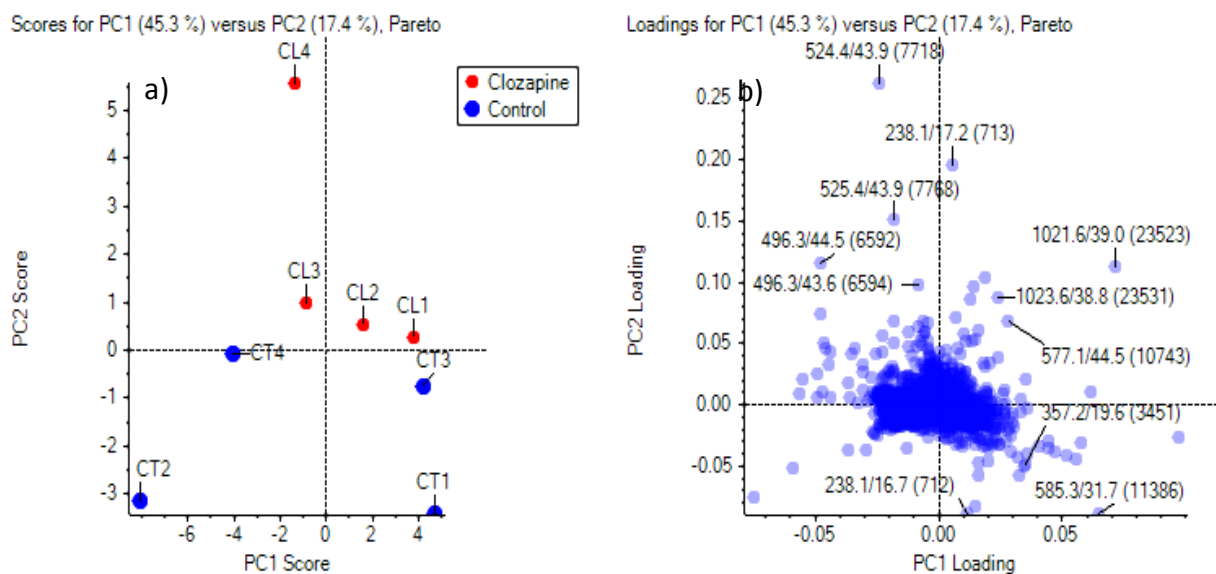 Scores for PC1 (45.3 %) versus PC2 (17.4 %), Pareto
a)
CL4
Clozapine
Control
CL3
CL2
CL1
CT4
CT3
CT2
CT1
5
4
3
2
1
0
-1
-2
-3
PC2 Score
-6
-4
-2
0
2
4
PC1 Score
Loadings for PC1 (45.3 %) versus PC2 (17.4 %), Pareto
b)
524.4/43.9 (7718)
238.1/17.2 (713)
525.4/43.9 (7768)
496.3/44.5 (6592)
1021.6/39.0 (23523)
496.3/43.6 (6594)
1023.6/38.8 (23531)
577.1/44.5 (10743)
357.2/19.6 (3451)
238.1/16.7 (712)
585.3/31.7 (11386)
0.25
0.20
0.15
0.10
0.05
0.00
-0.05
PC2 Loading
-0.05
0.00
0.05
PC1 Loading